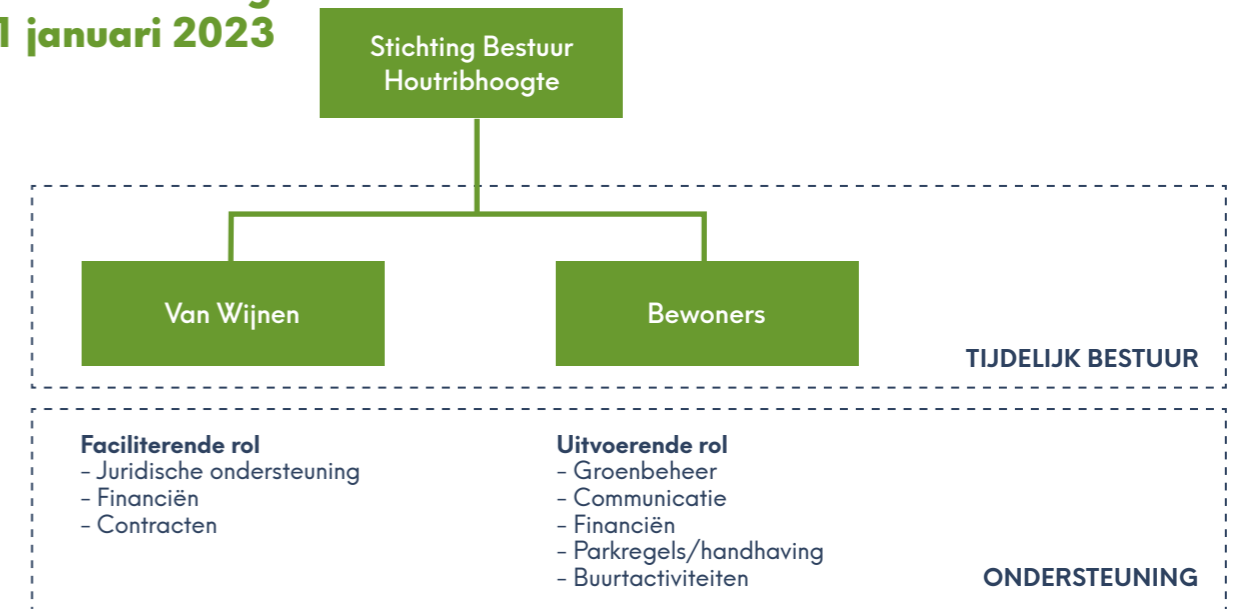 1 januari 2023
Stichting Bestuur
Houtribhoogte
Van Wijnen
Bewoners
TIJDELIJK BESTUUR
Faciliterende rol
- Juridische ondersteuning
- Financiën
- Contracten
Uitvoerende rol
- Groenbeheer
- Communicatie
- Financiën
- Parkregels/handhaving
- Buurtactiviteiten
ONDERSTEUNING